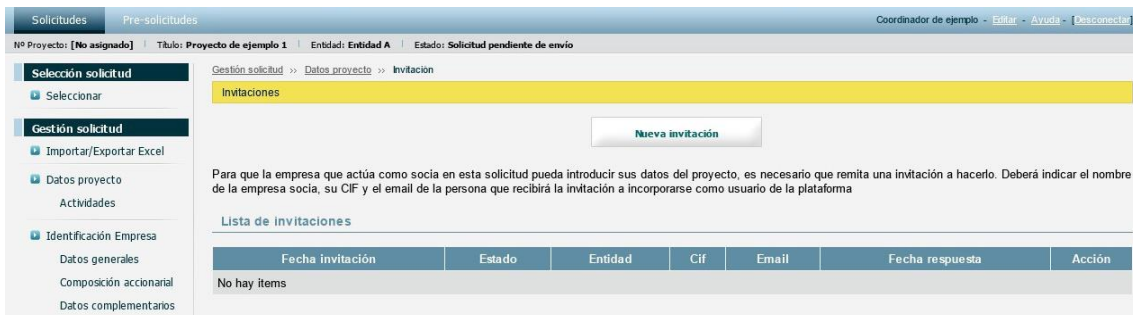 Solicitudes Pre-solicitudes Coordinador de ejemplo - Editar - Ayuda - [Desconectar]
Nº Proyecto: [No asignado] Título: Proyecto de ejemplo 1 Entidad: Entidad A Estado: Solicitud pendiente de envío
Selección solicitud
Seleccionar
Gestión solicitud
Importar/Exportar Excel
Datos proyecto
Actividades
Identificación Empresa
Datos generales
Composición accionarial
Datos complementarios
Gestión solicitud >> Datos proyecto >> Invitación
Invitaciones
Nueva invitación
Para que la empresa que actúa como socia en esta solicitud pueda introducir sus datos del proyecto, es necesario que remita una invitación a hacerlo. Deberá indicar el nombre
de la empresa socia, su CIF y el email de la persona que recibirá la invitación a incorporarse como usuario de la plataforma
Lista de invitaciones
Fecha invitación Estado Entidad Cif Email Fecha respuesta Acción
No hay items